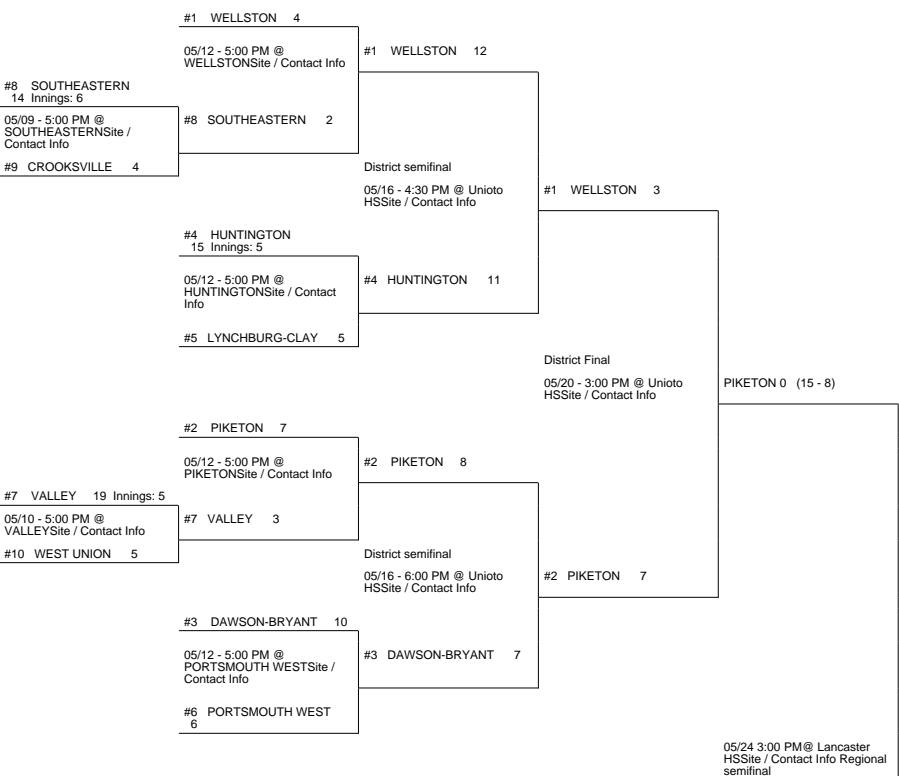 #1 WELLSTON 4
05/12 - 5:00 PM @
WELLSTONSite / Contact Info
#1 WELLSTON 12
#8 SOUTHEASTERN
14 Innings: 6
05/09 - 5:00 PM @
SOUTHEASTERNSite /
Contact Info
#8 SOUTHEASTERN 2
#9 CROOKSVILLE 4
District semifinal
05/16 - 4:30 PM @ Unioto
HSSite / Contact Info
#1 WELLSTON 3
#4 HUNTINGTON
15 Innings: 5
05/12 - 5:00 PM @
HUNTINGTONSite / Contact
Info
#4 HUNTINGTON 11
#5 LYNCHBURG-CLAY 5
District Final
05/20 - 3:00 PM @ Unioto
HSSite / Contact Info
PIKETON 0 (15 - 8)
#2 PIKETON 7
05/12 - 5:00 PM @
PIKETONSite / Contact Info
#2 PIKETON 8
#7 VALLEY 19 Innings: 5
05/10 - 5:00 PM @
VALLEYSite / Contact Info
#7 VALLEY 3
#10 WEST UNION 5
District semifinal
05/16 - 6:00 PM @ Unioto
HSSite / Contact Info
#2 PIKETON 7
#3 DAWSON-BRYANT 10
05/12 - 5:00 PM @
PORTSMOUTH WESTSite /
Contact Info
#3 DAWSON-BRYANT 7
#6 PORTSMOUTH WEST
6
05/24 3:00 PM@ Lancaster
HSSite / Contact Info Regional
semifinal